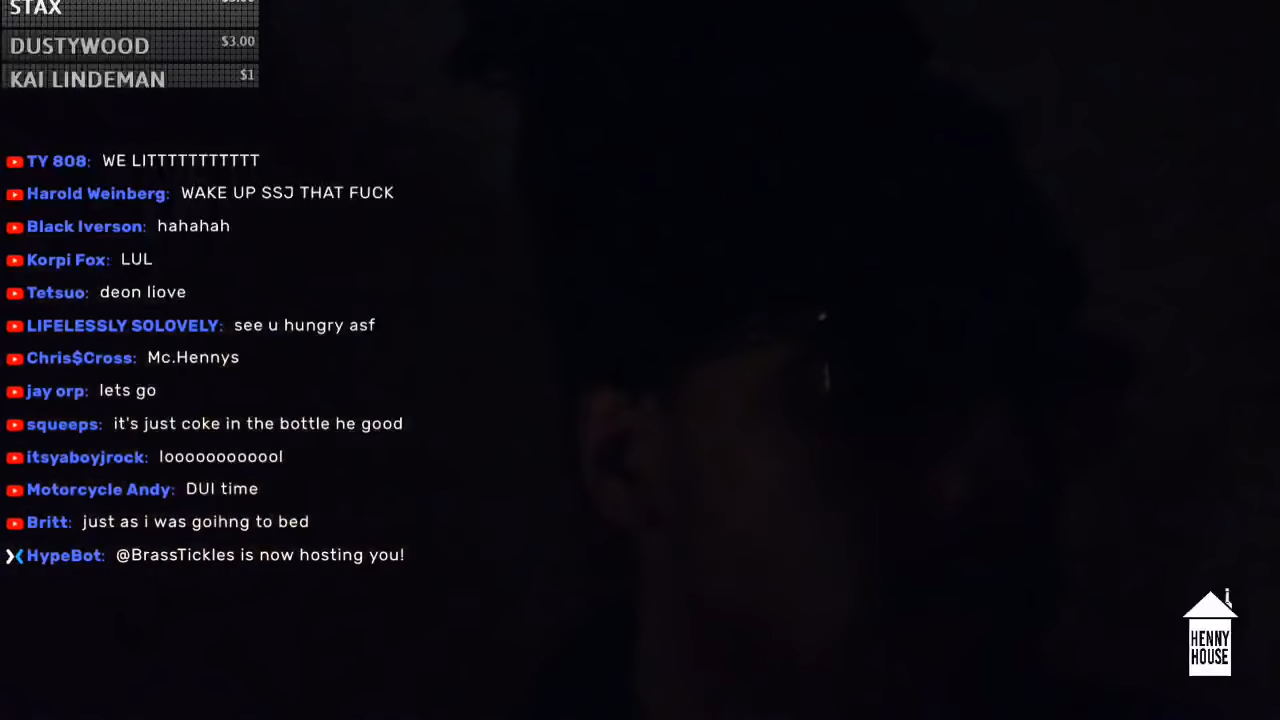 STAX
DUSTYWOOD $3.00
KAI LINDEMAN $1
TY 808: WE LITTTTTTTTTTT
Harold Weinberg: WAKE UP SSJ THAT FUCK
Black Iverson: hahahah
Korpi Fox: LUL
Tetsuo: deon liove
LIFELESSLY SOLOVELY: see u hungry asf
Chris$Cross: Mc.Hennys
jay orp: lets go
squeeps: it's just coke in the bottle he good
itsyaboyjrock: looooooooool
Motorcycle Andy: DUI time
Britt: just as i was goihng to bed
HypeBot: @BrassTickles is now hosting you!
HENNY
HOUSE